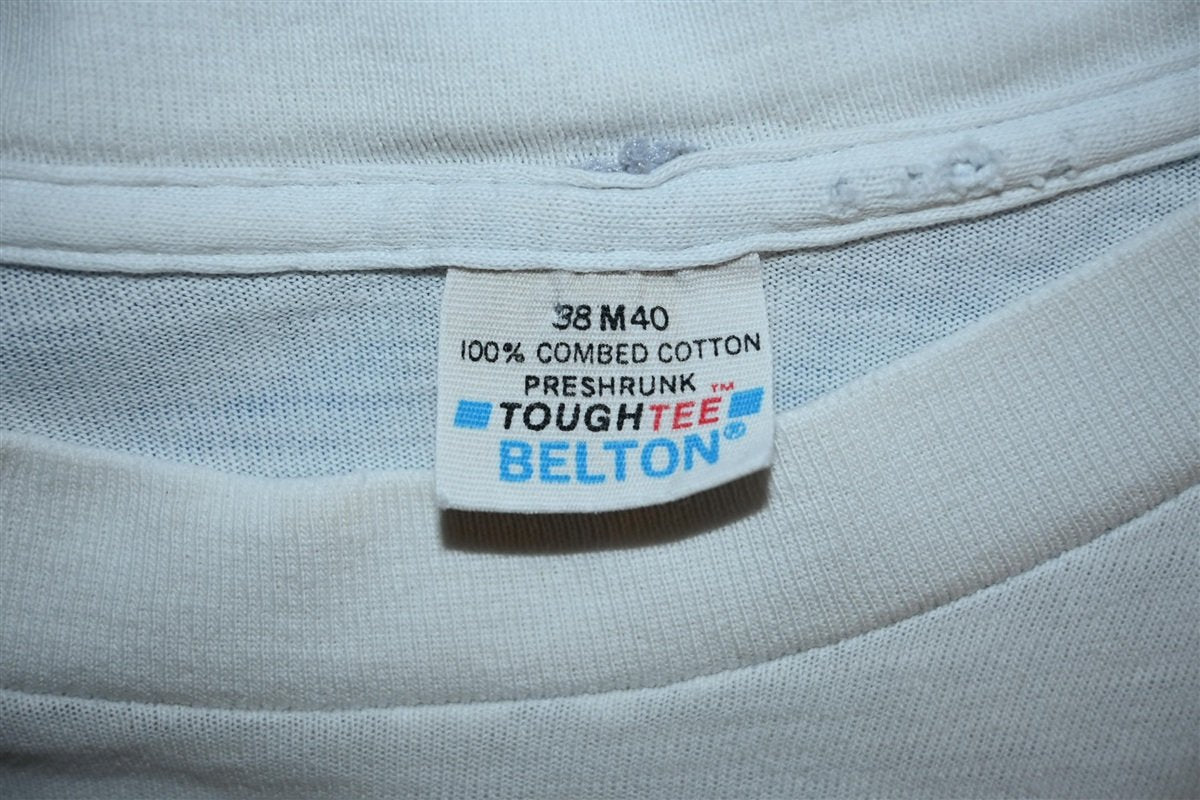 38 M 40
100% COMBED COTTON
PRESHRUNK
TOUGHTEE™
BELTON®